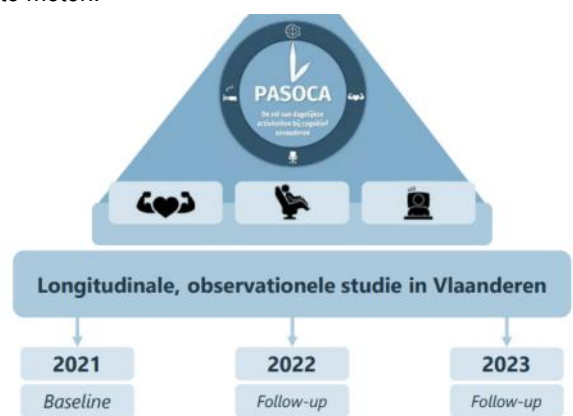 PASOCA
De rol van dagelijkse
activiteiten bij cognitief
verouderen
Longitudinale, observationele studie in Vlaanderen
2021
2022
2023
Baseline
Follow-up
Follow-up